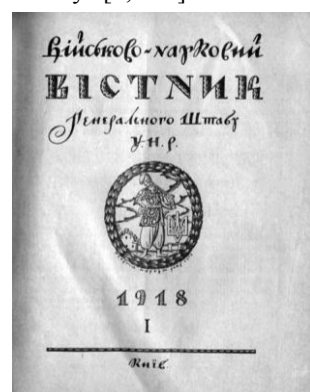 Військово-науковий
ВІСТНИК
Генерального Штабу
У. Н. Р.
1918
І
Київ